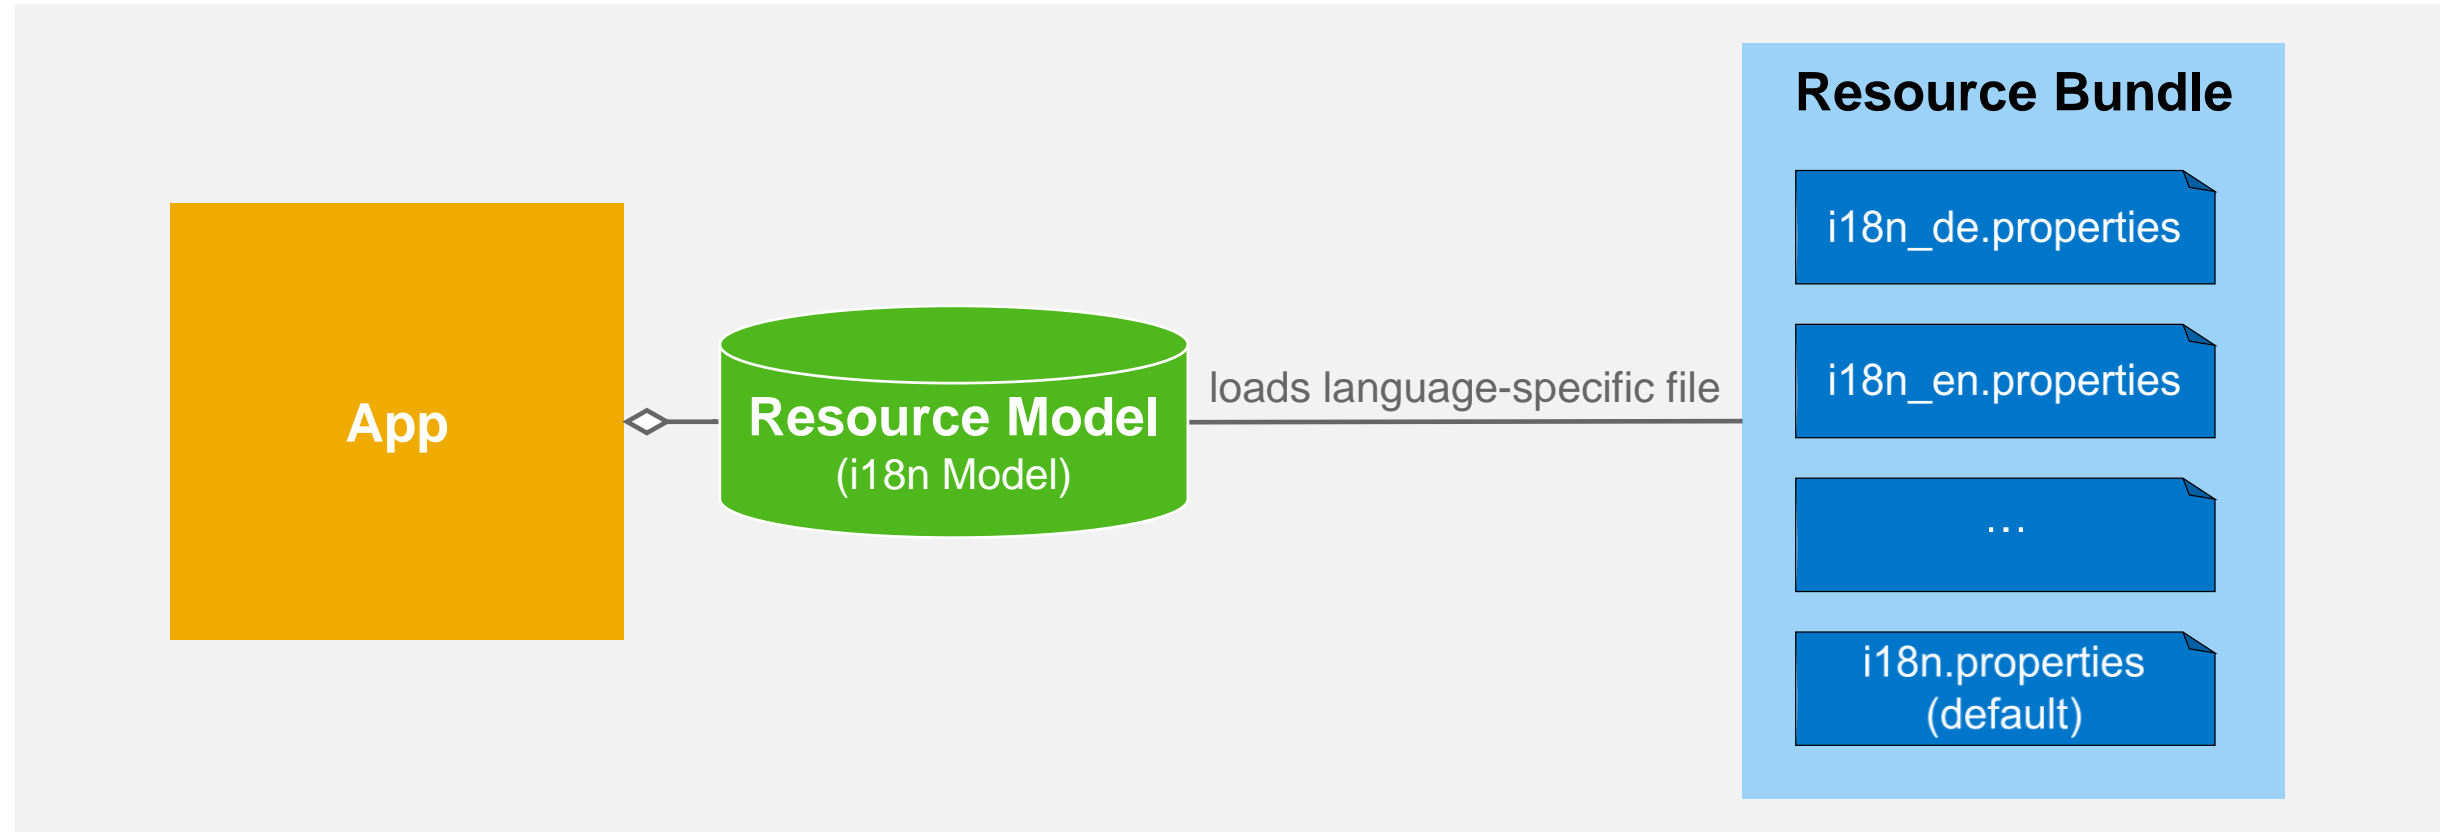 App
Resource Model
(i18n Model)
loads language-specific file
Resource Bundle
i18n_de.properties
i18n_en.properties
...
i18n.properties
(default)